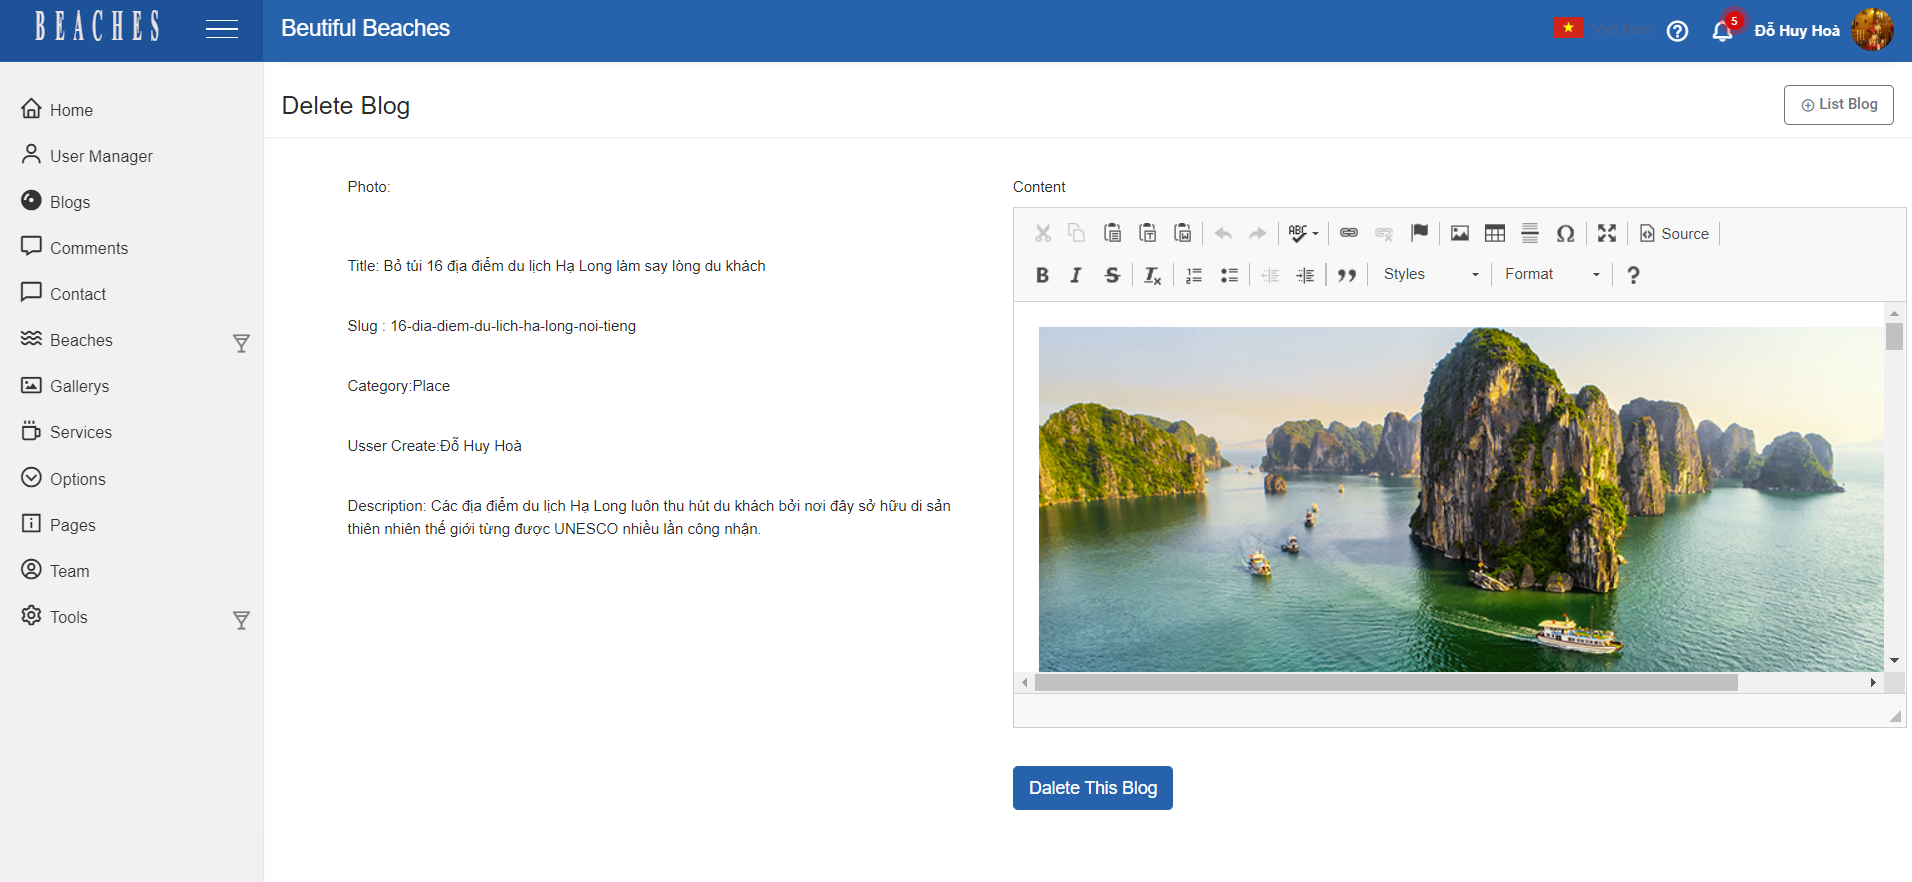 BEACHES
Beutiful Beaches
Việt Nam
5
Đỗ Huy Hoà
Home
User Manager
Blogs
Comments
Contact
Beaches
Gallerys
Services
Options
Pages
Team
Tools
Delete Blog
List Blog
Photo:
Title: Bỏ túi 16 địa điểm du lịch Hạ Long làm say lòng du khách
Slug : 16-dia-diem-du-lich-ha-long-noi-tieng
Category:Place
Usser Create:Đỗ Huy Hoà
Description: Các địa điểm du lịch Hạ Long luôn thu hút du khách bởi nơi đây sở hữu di sản
thiên nhiên thế giới từng được UNESCO nhiều lần công nhận.
Content
ABC
Source
B I S Tx
Styles
Format
?
Dalete This Blog